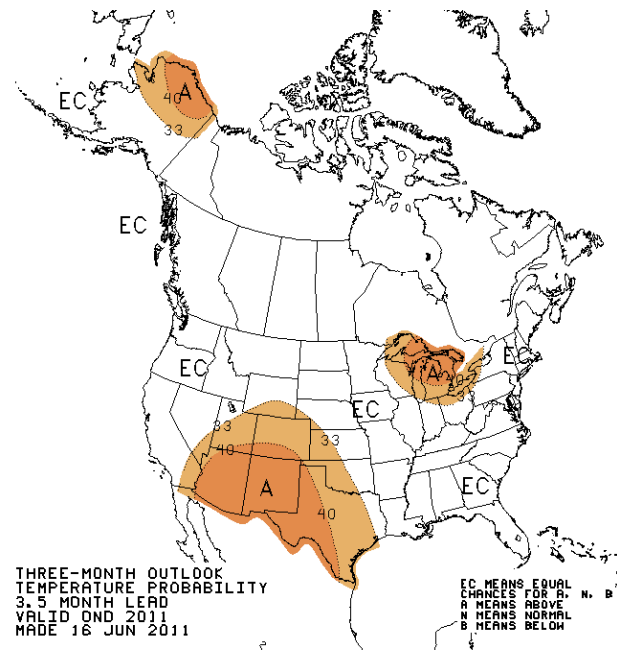 EC
A
40
33
EC
EC
A
40
33
EC
EC
33
33
40
A
40
EC
THREE-MONTH OUTLOOK
TEMPERATURE PROBABILITY
3.5 MONTH LEAD
VALID OND 2011
MADE 16 JUN 2011
EC MEANS EQUAL
CHANCES FOR A, N, B
A MEANS ABOVE
N MEANS NORMAL
B MEANS BELOW